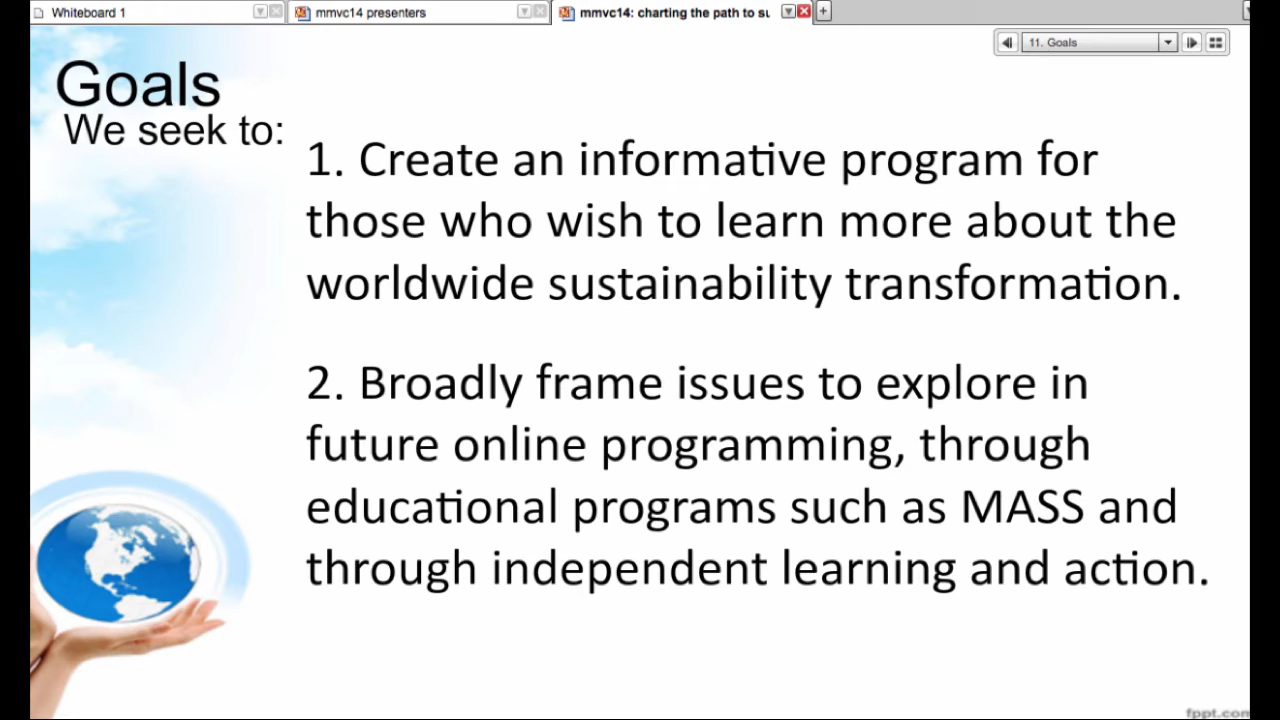 Whiteboard 1
mmvc14 presenters
mmvc14: charting the path to su
11. Goals
Goals
We seek to:
1. Create an informative program for
those who wish to learn more about the
worldwide sustainability transformation.
2. Broadly frame issues to explore in
future online programming, through
educational programs such as MASS and
through independent learning and action.
fppt.com